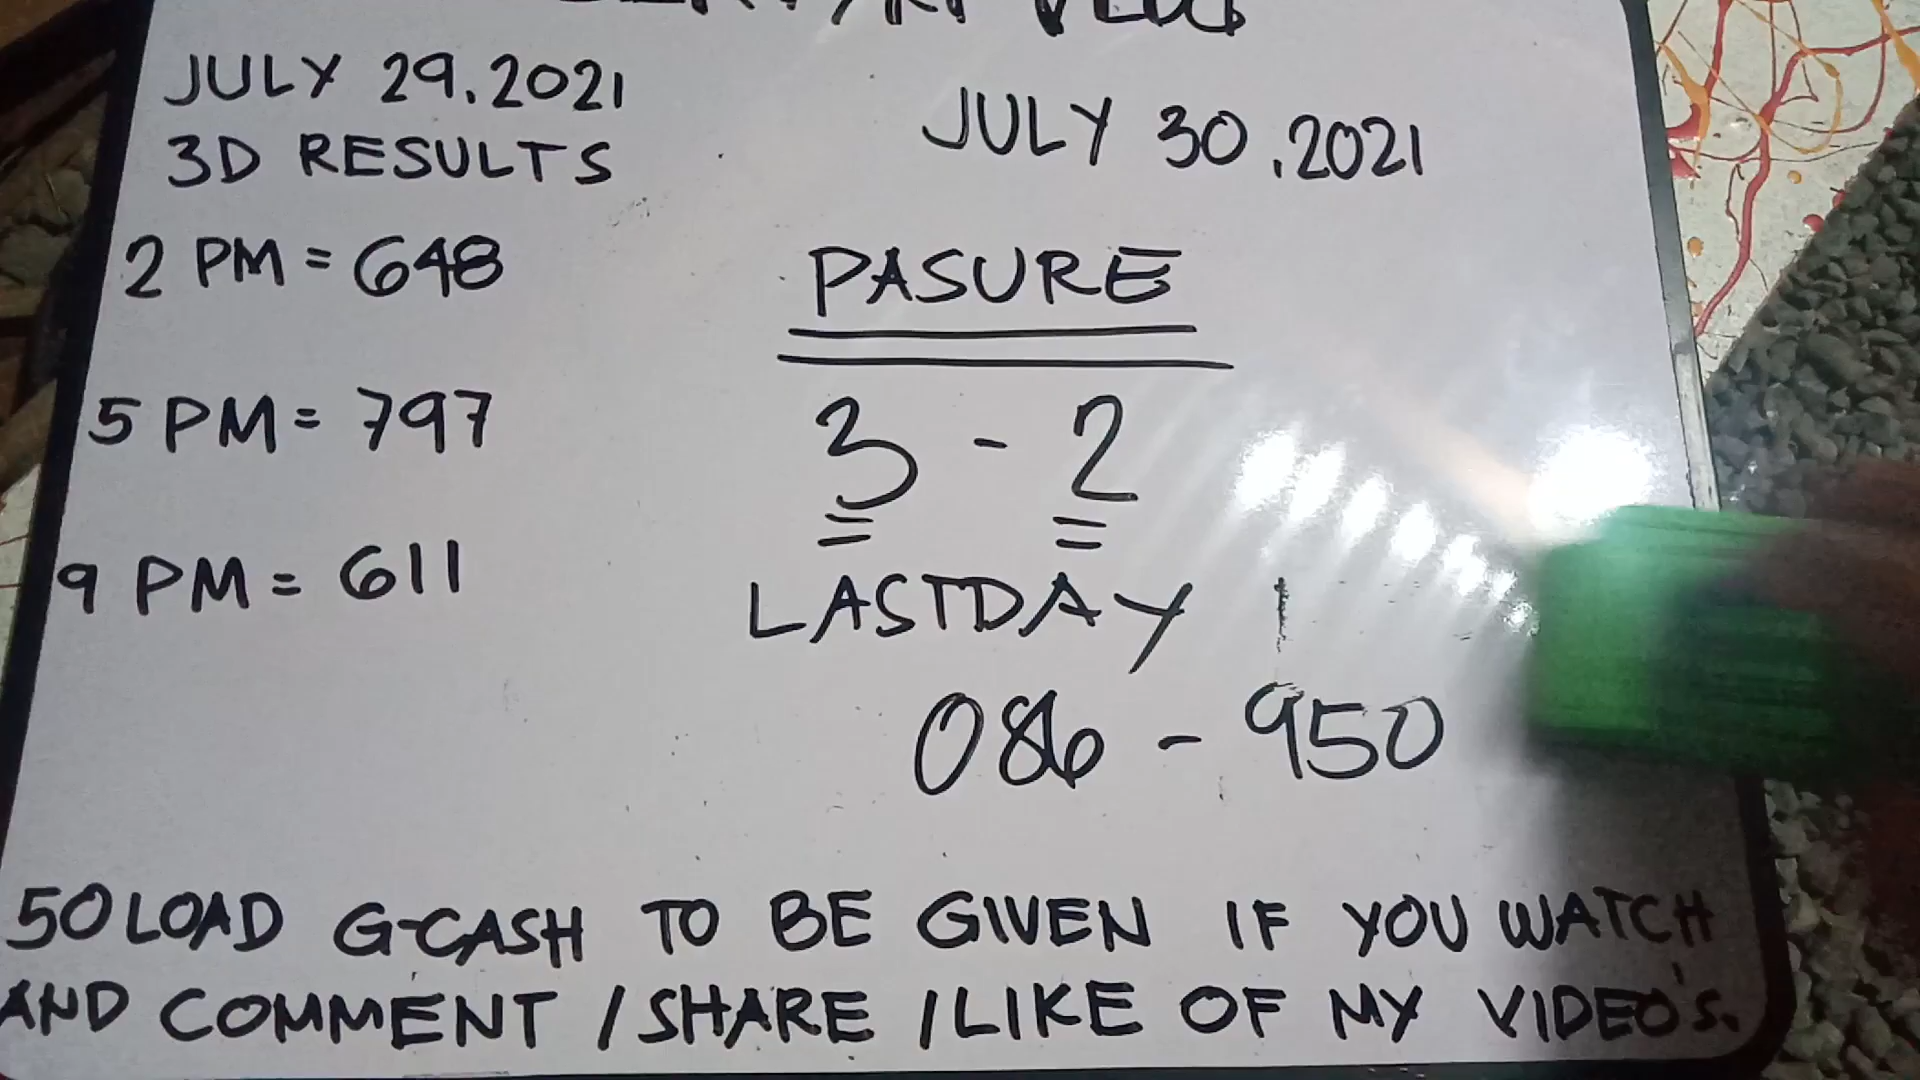 VLOG
JULY 29.2021
3D RESULTS
2 PM = 648
5 PM = 797
9 PM = 611
JULY 30.2021
PASURE
3 - 2
LASTDAY
086 - 950
50 LOAD G-CASH TO BE GIVEN IF YOU WATCH
AND COMMENT / SHARE / LIKE OF MY VIDEO'S.